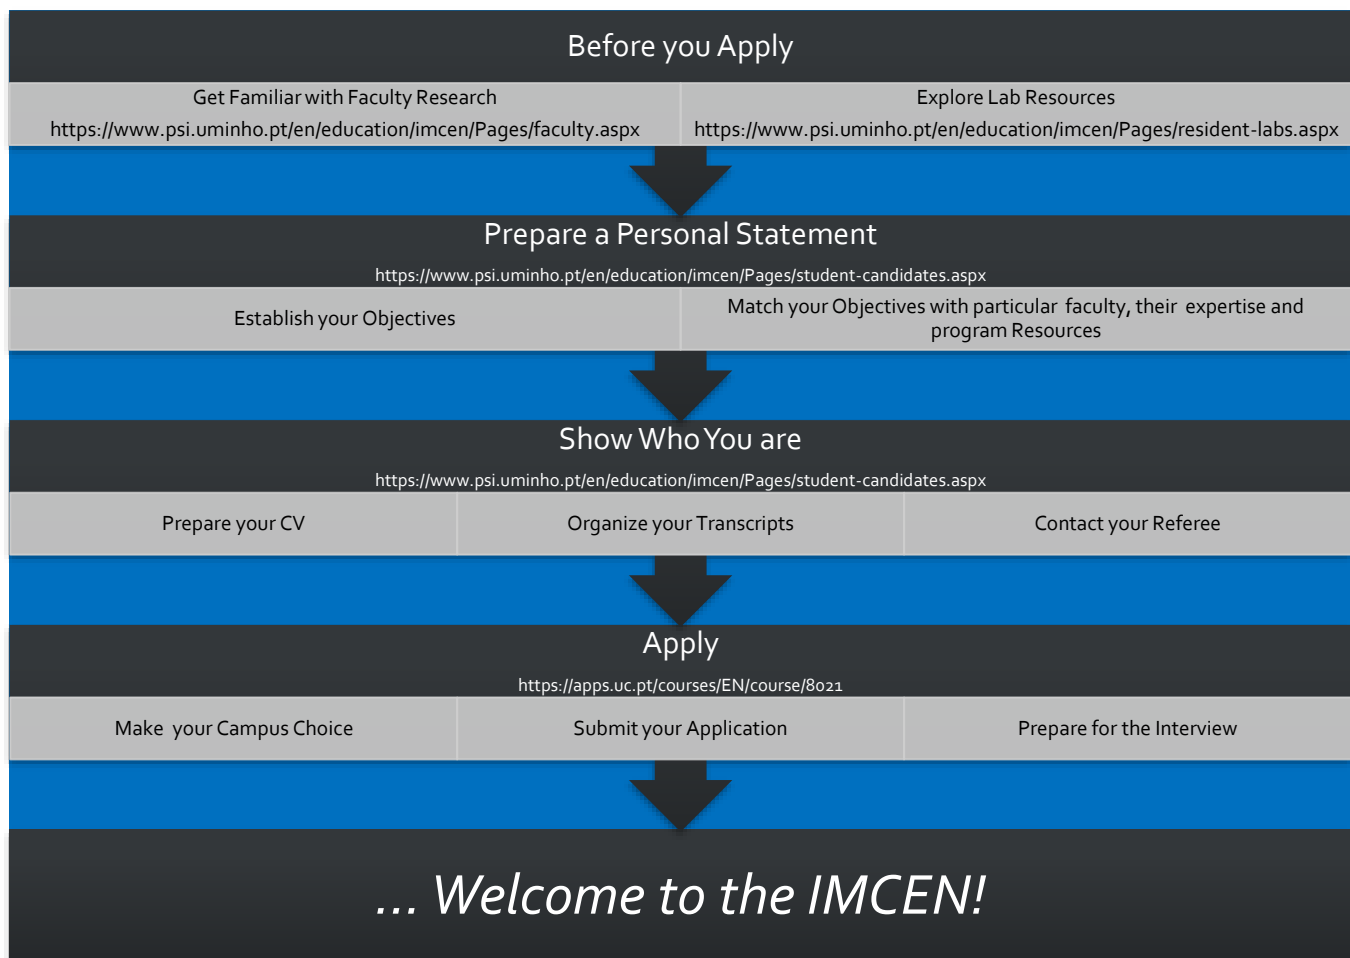 Before you Apply
Get Familiar with Faculty Research
https://www.psi.uminho.pt/en/education/imcen/Pages/faculty.aspx
Explore Lab Resources
https://www.psi.uminho.pt/en/education/imcen/Pages/resident-labs.aspx
Prepare a Personal Statement
https://www.psi.uminho.pt/en/education/imcen/Pages/student-candidates.aspx
Establish your Objectives
Match your Objectives with particular faculty, their expertise and
program Resources
Show Who You are
https://www.psi.uminho.pt/en/education/imcen/Pages/student-candidates.aspx
Prepare your CV
Organize your Transcripts
Contact your Referee
Apply
https://apps.uc.pt/courses/EN/course/8021
Make your Campus Choice
Submit your Application
Prepare for the Interview
... Welcome to the IMCEN!